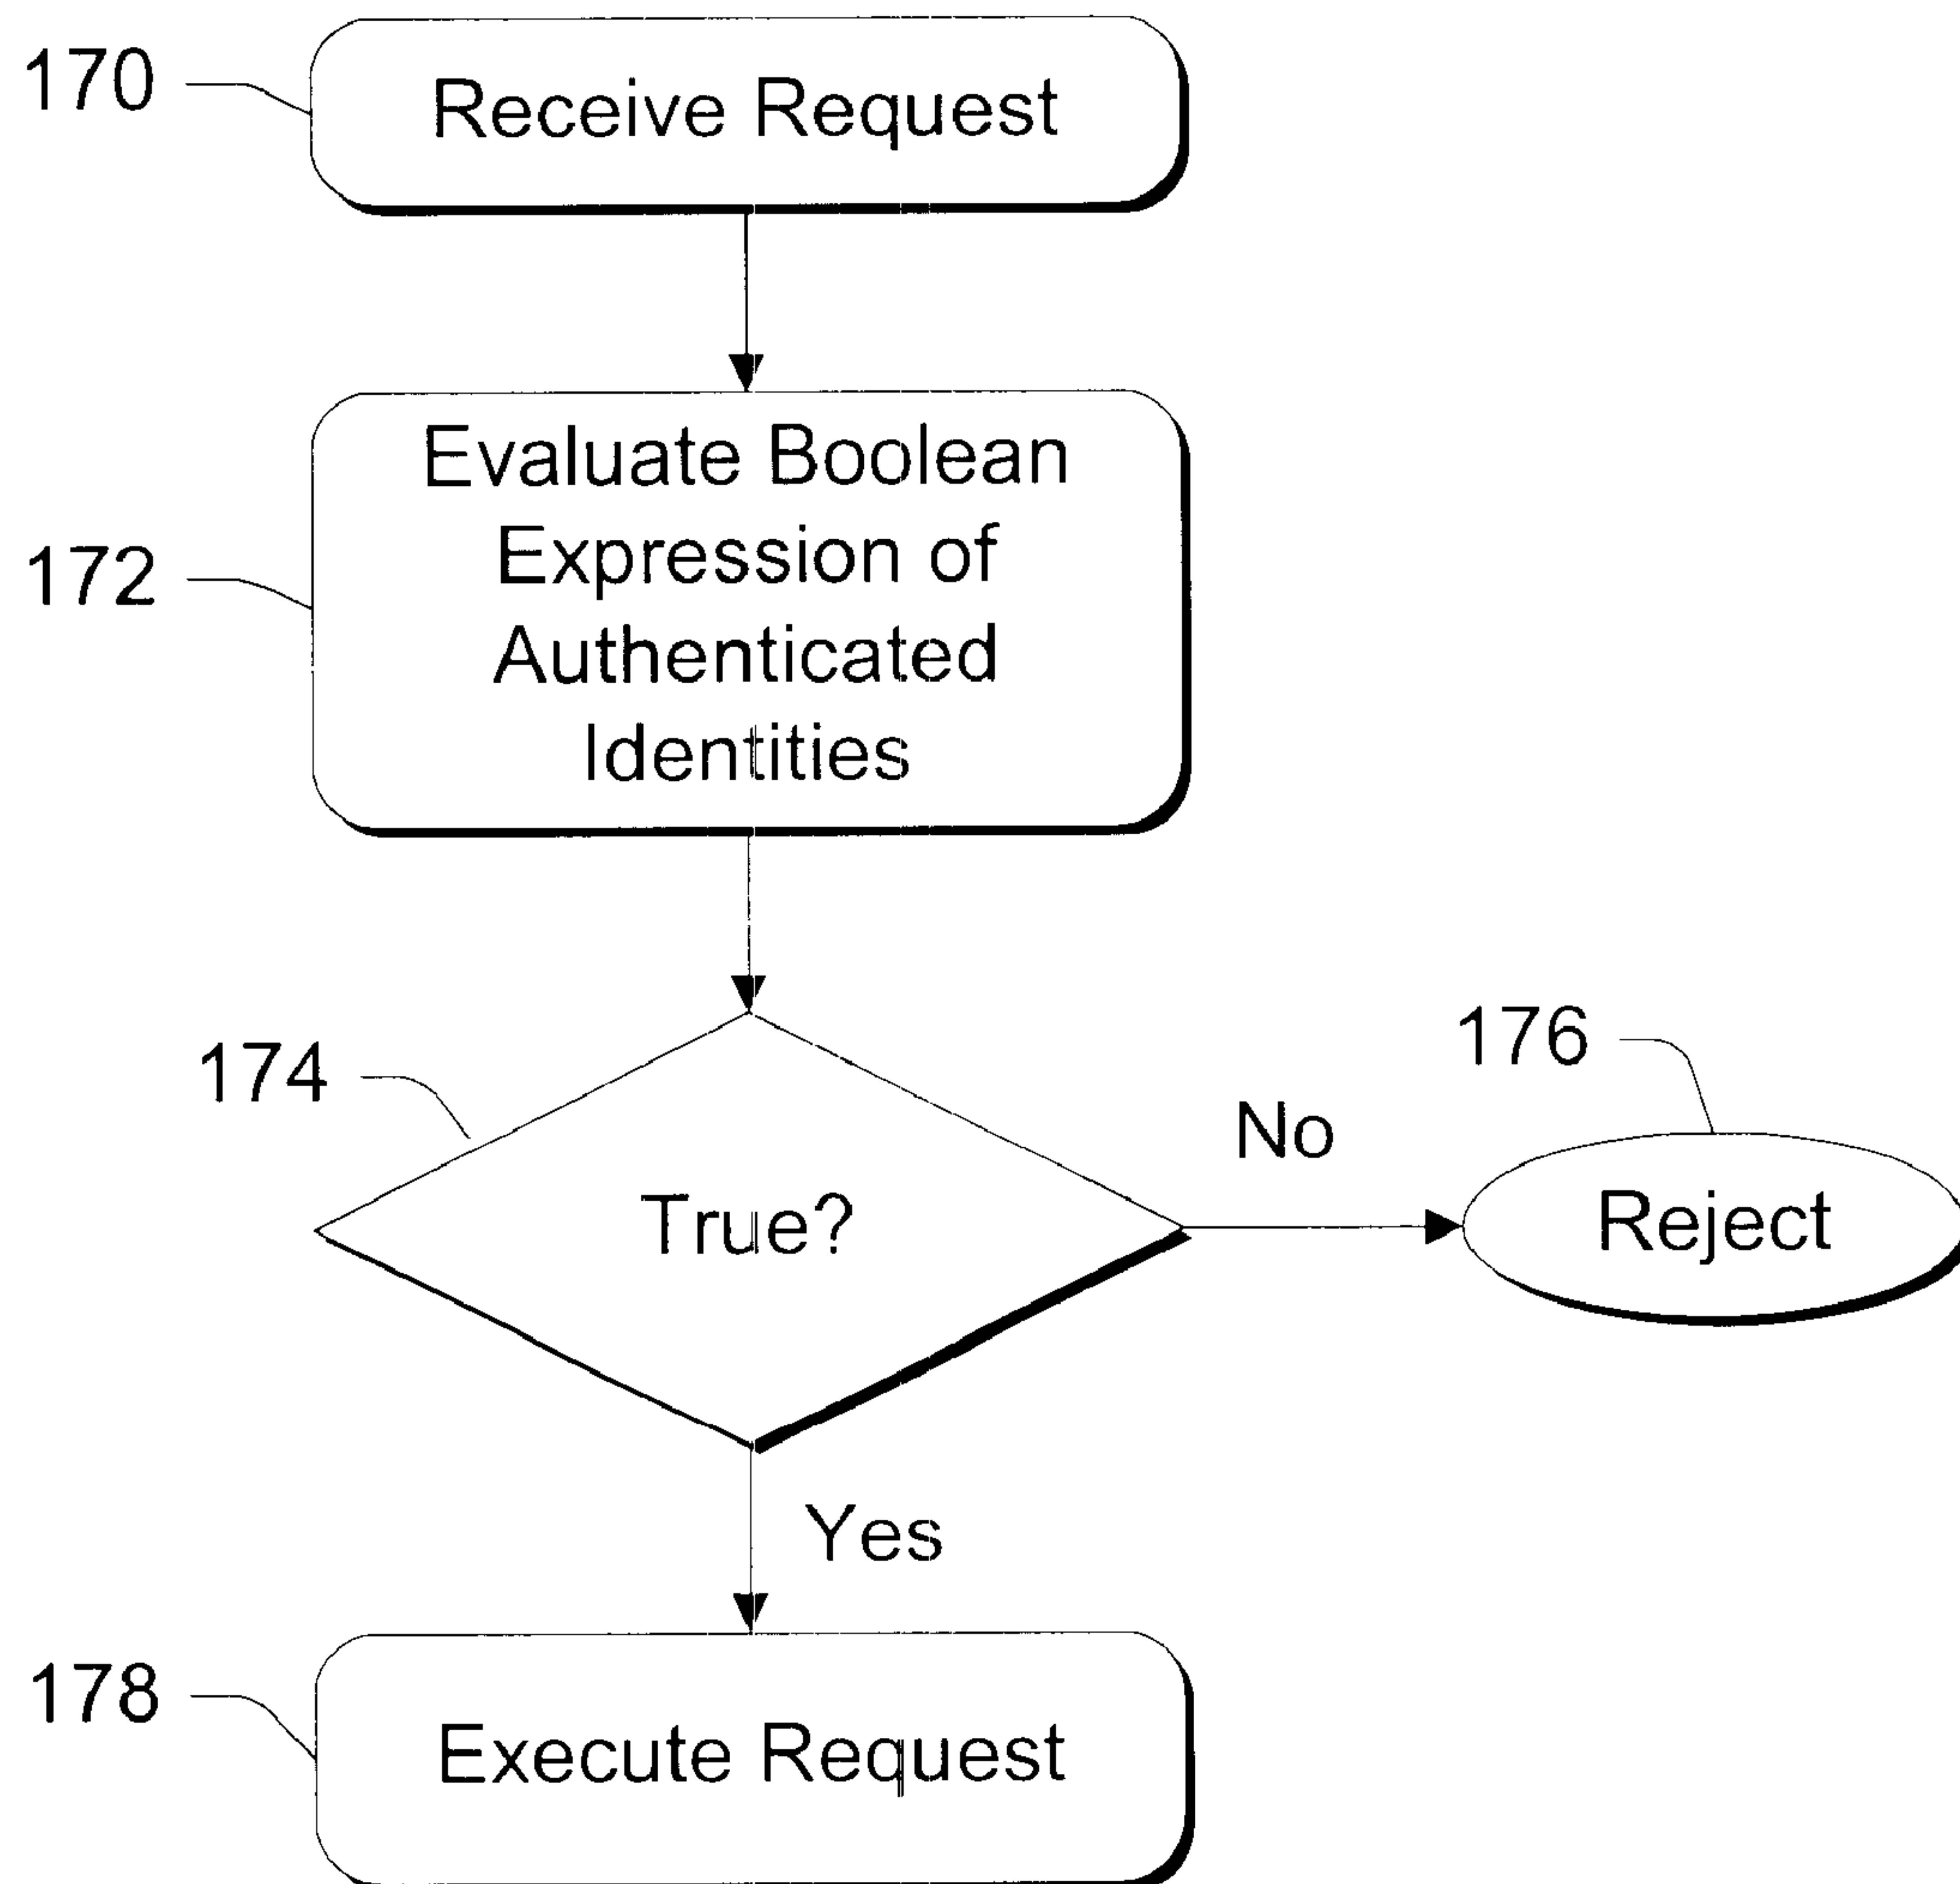 170
Receive Request
172
Evaluate Boolean
Expression of
Authenticated
Identities
174
True?
No
176
Reject
Yes
178
Execute Request